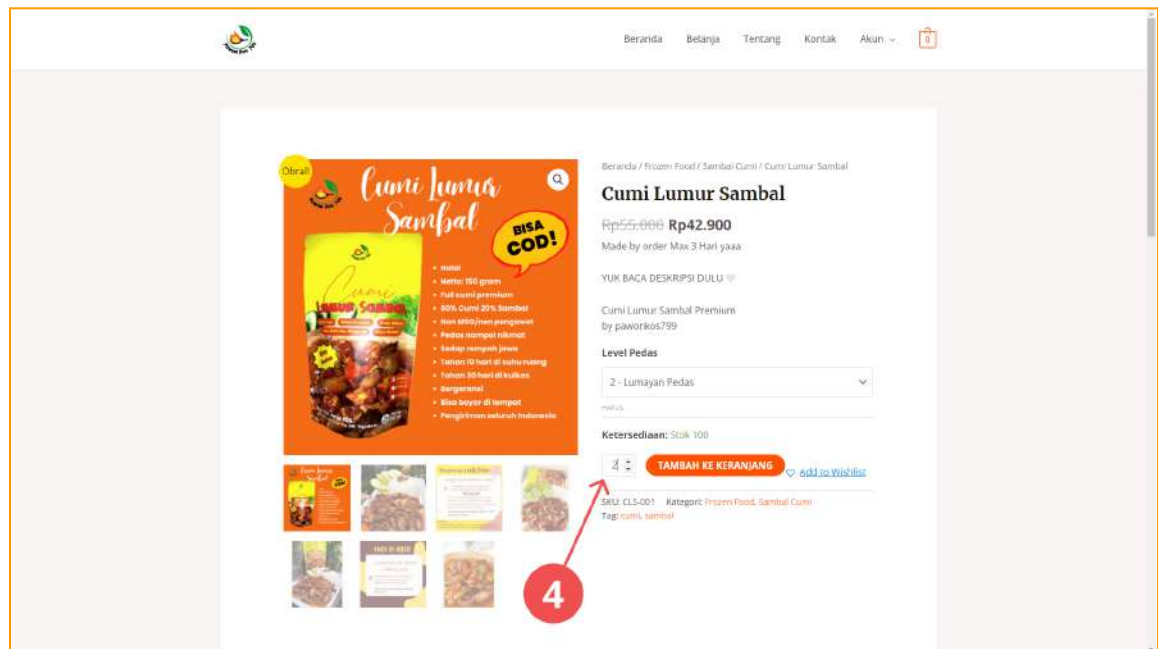 Beranda Belanja Tentang Kontak Akun 0
Obral!
Cumi Lumur
Sambal
BISA
COD!
Halal
Netto: 150 gram
Full cumi premium
80% Cumi 20% Sambal
Non MSG/non pengawet
Pedas nampol nikmat
Sedap rempah jawa
Tahan 10 hari di suhu ruang
Tahan 30 hari di kulkas
Bergaransi
Bisa bayar di tempat
Pengiriman seluruh Indonesia
Cumi
LUMUR SAMBAL
Beranda / Frozen Food / Sambal Cumi / Cumi Lumur Sambal
Cumi Lumur Sambal
Rp55.000 Rp42.900
Made by order Max 3 Hari yaaa
YUK BACA DESKRIPSI DULU
Cumi Lumur Sambal Premium
by pawonkos799
Level Pedas
2 - Lumayan Pedas
Ketersediaan: Stok 100
2 TAMBAH KE KERANJANG Add to Wishlist
SKU: CLS-001 Kategori: Frozen Food, Sambal Cumi
Tag: cumi, sambal
4